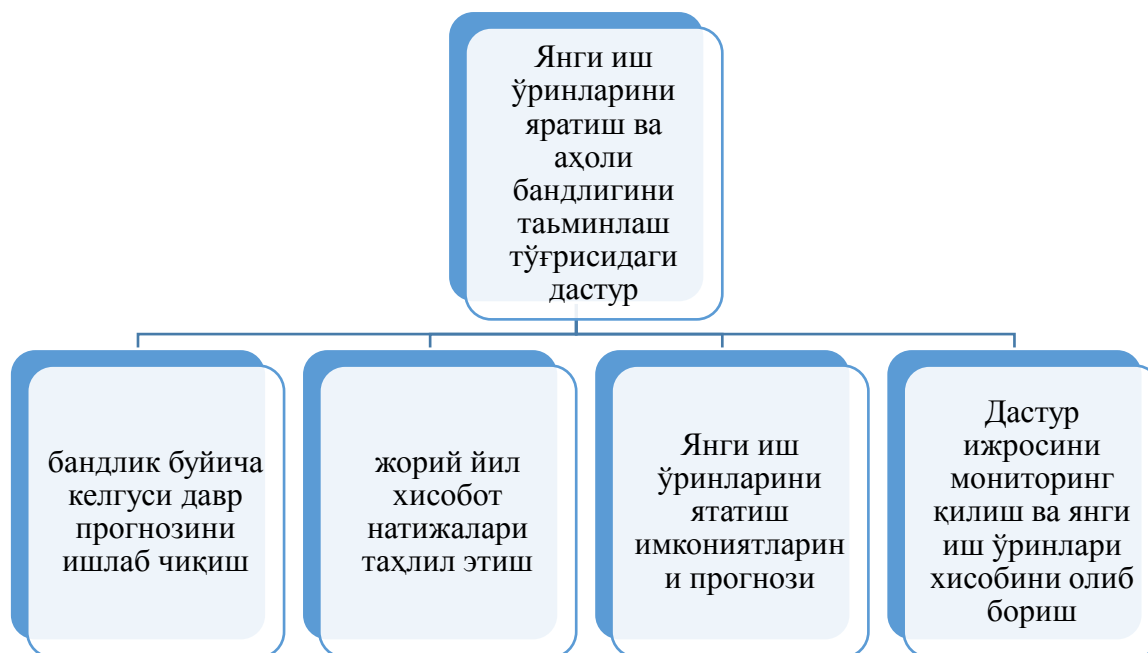 Янги иш
ўринларини
яратиш ва
аҳоли
бандлигини
таьминлаш
тўғрисидаги
дастур
бандлик буйича
келгуси давр
прогнозини
ишлаб чиқиш
жорий йил
хисобот
натижалари
таҳлил этиш
Янги иш
ўринларини
ятатиш
имкониятларин
и прогнози
Дастур
ижросини
мониторинг
қилиш ва янги
иш ўринлари
хисобини олиб
бориш